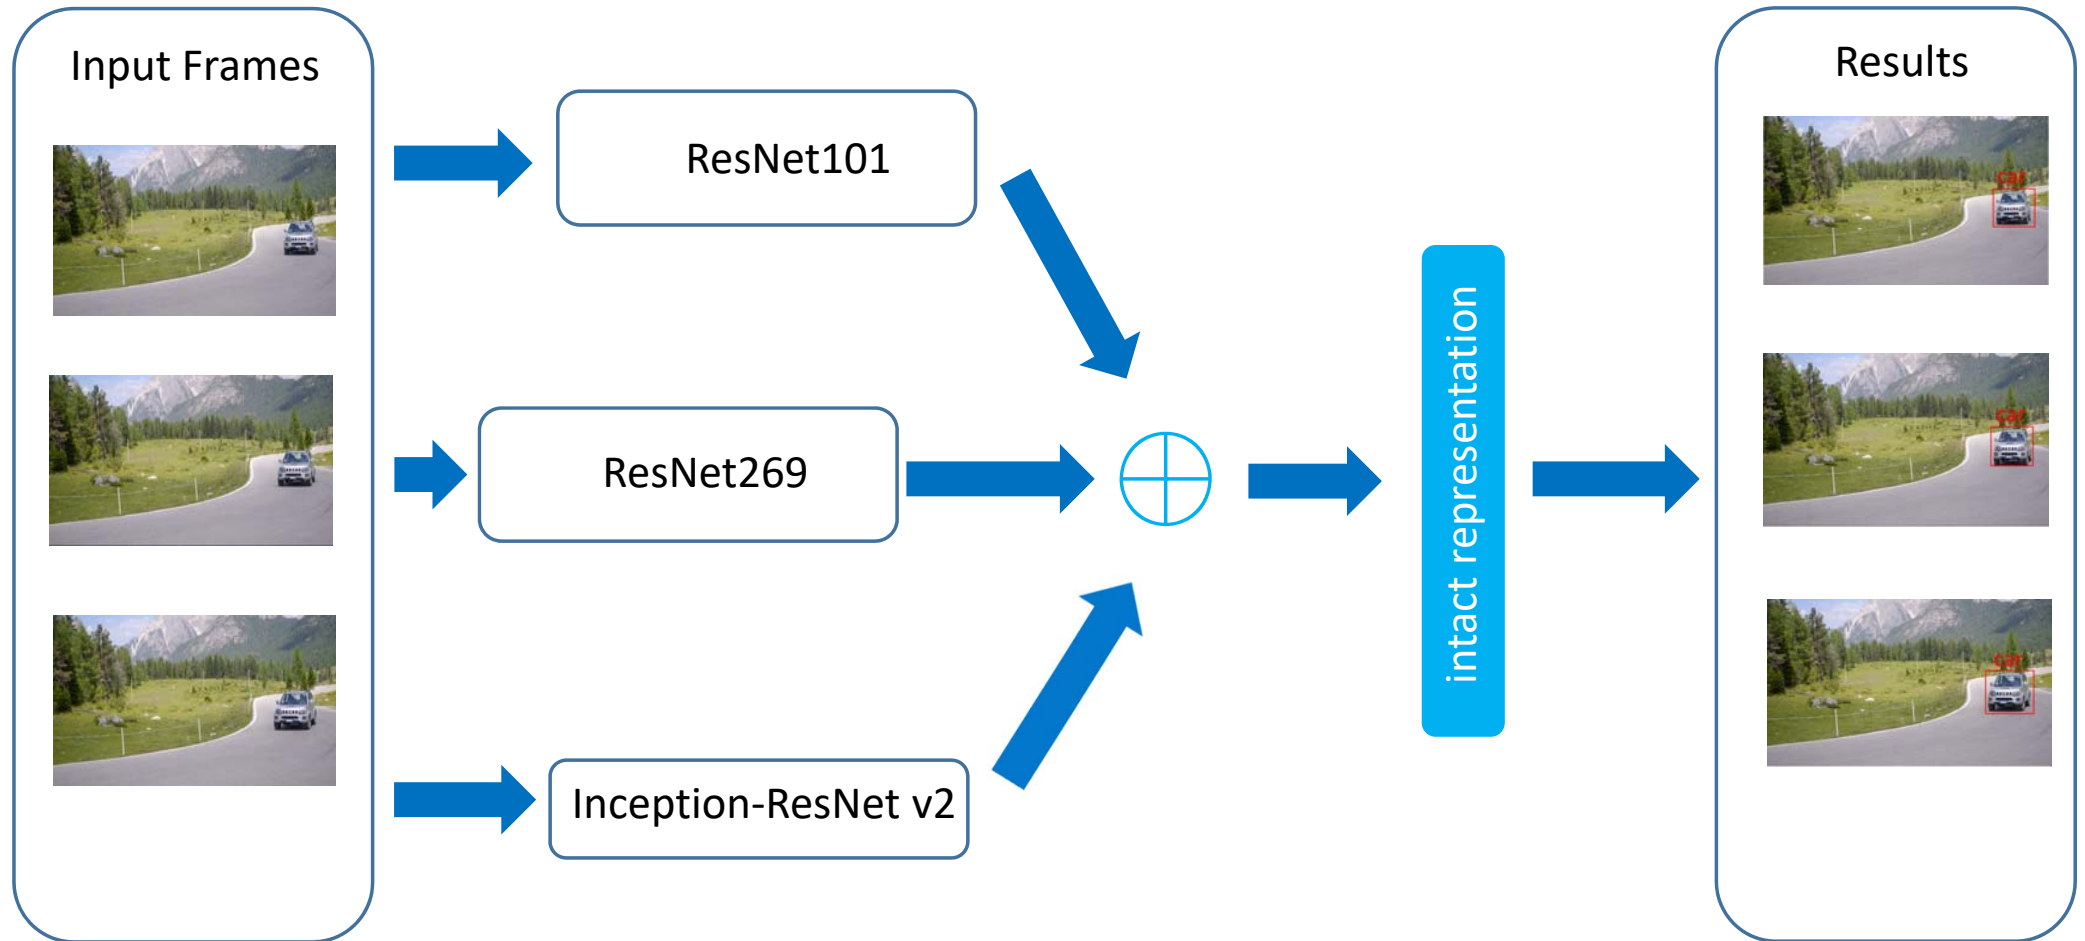 Input Frames
Results
ResNet101
ResNet269
Inception-ResNet v2
intact representation
car
car
car